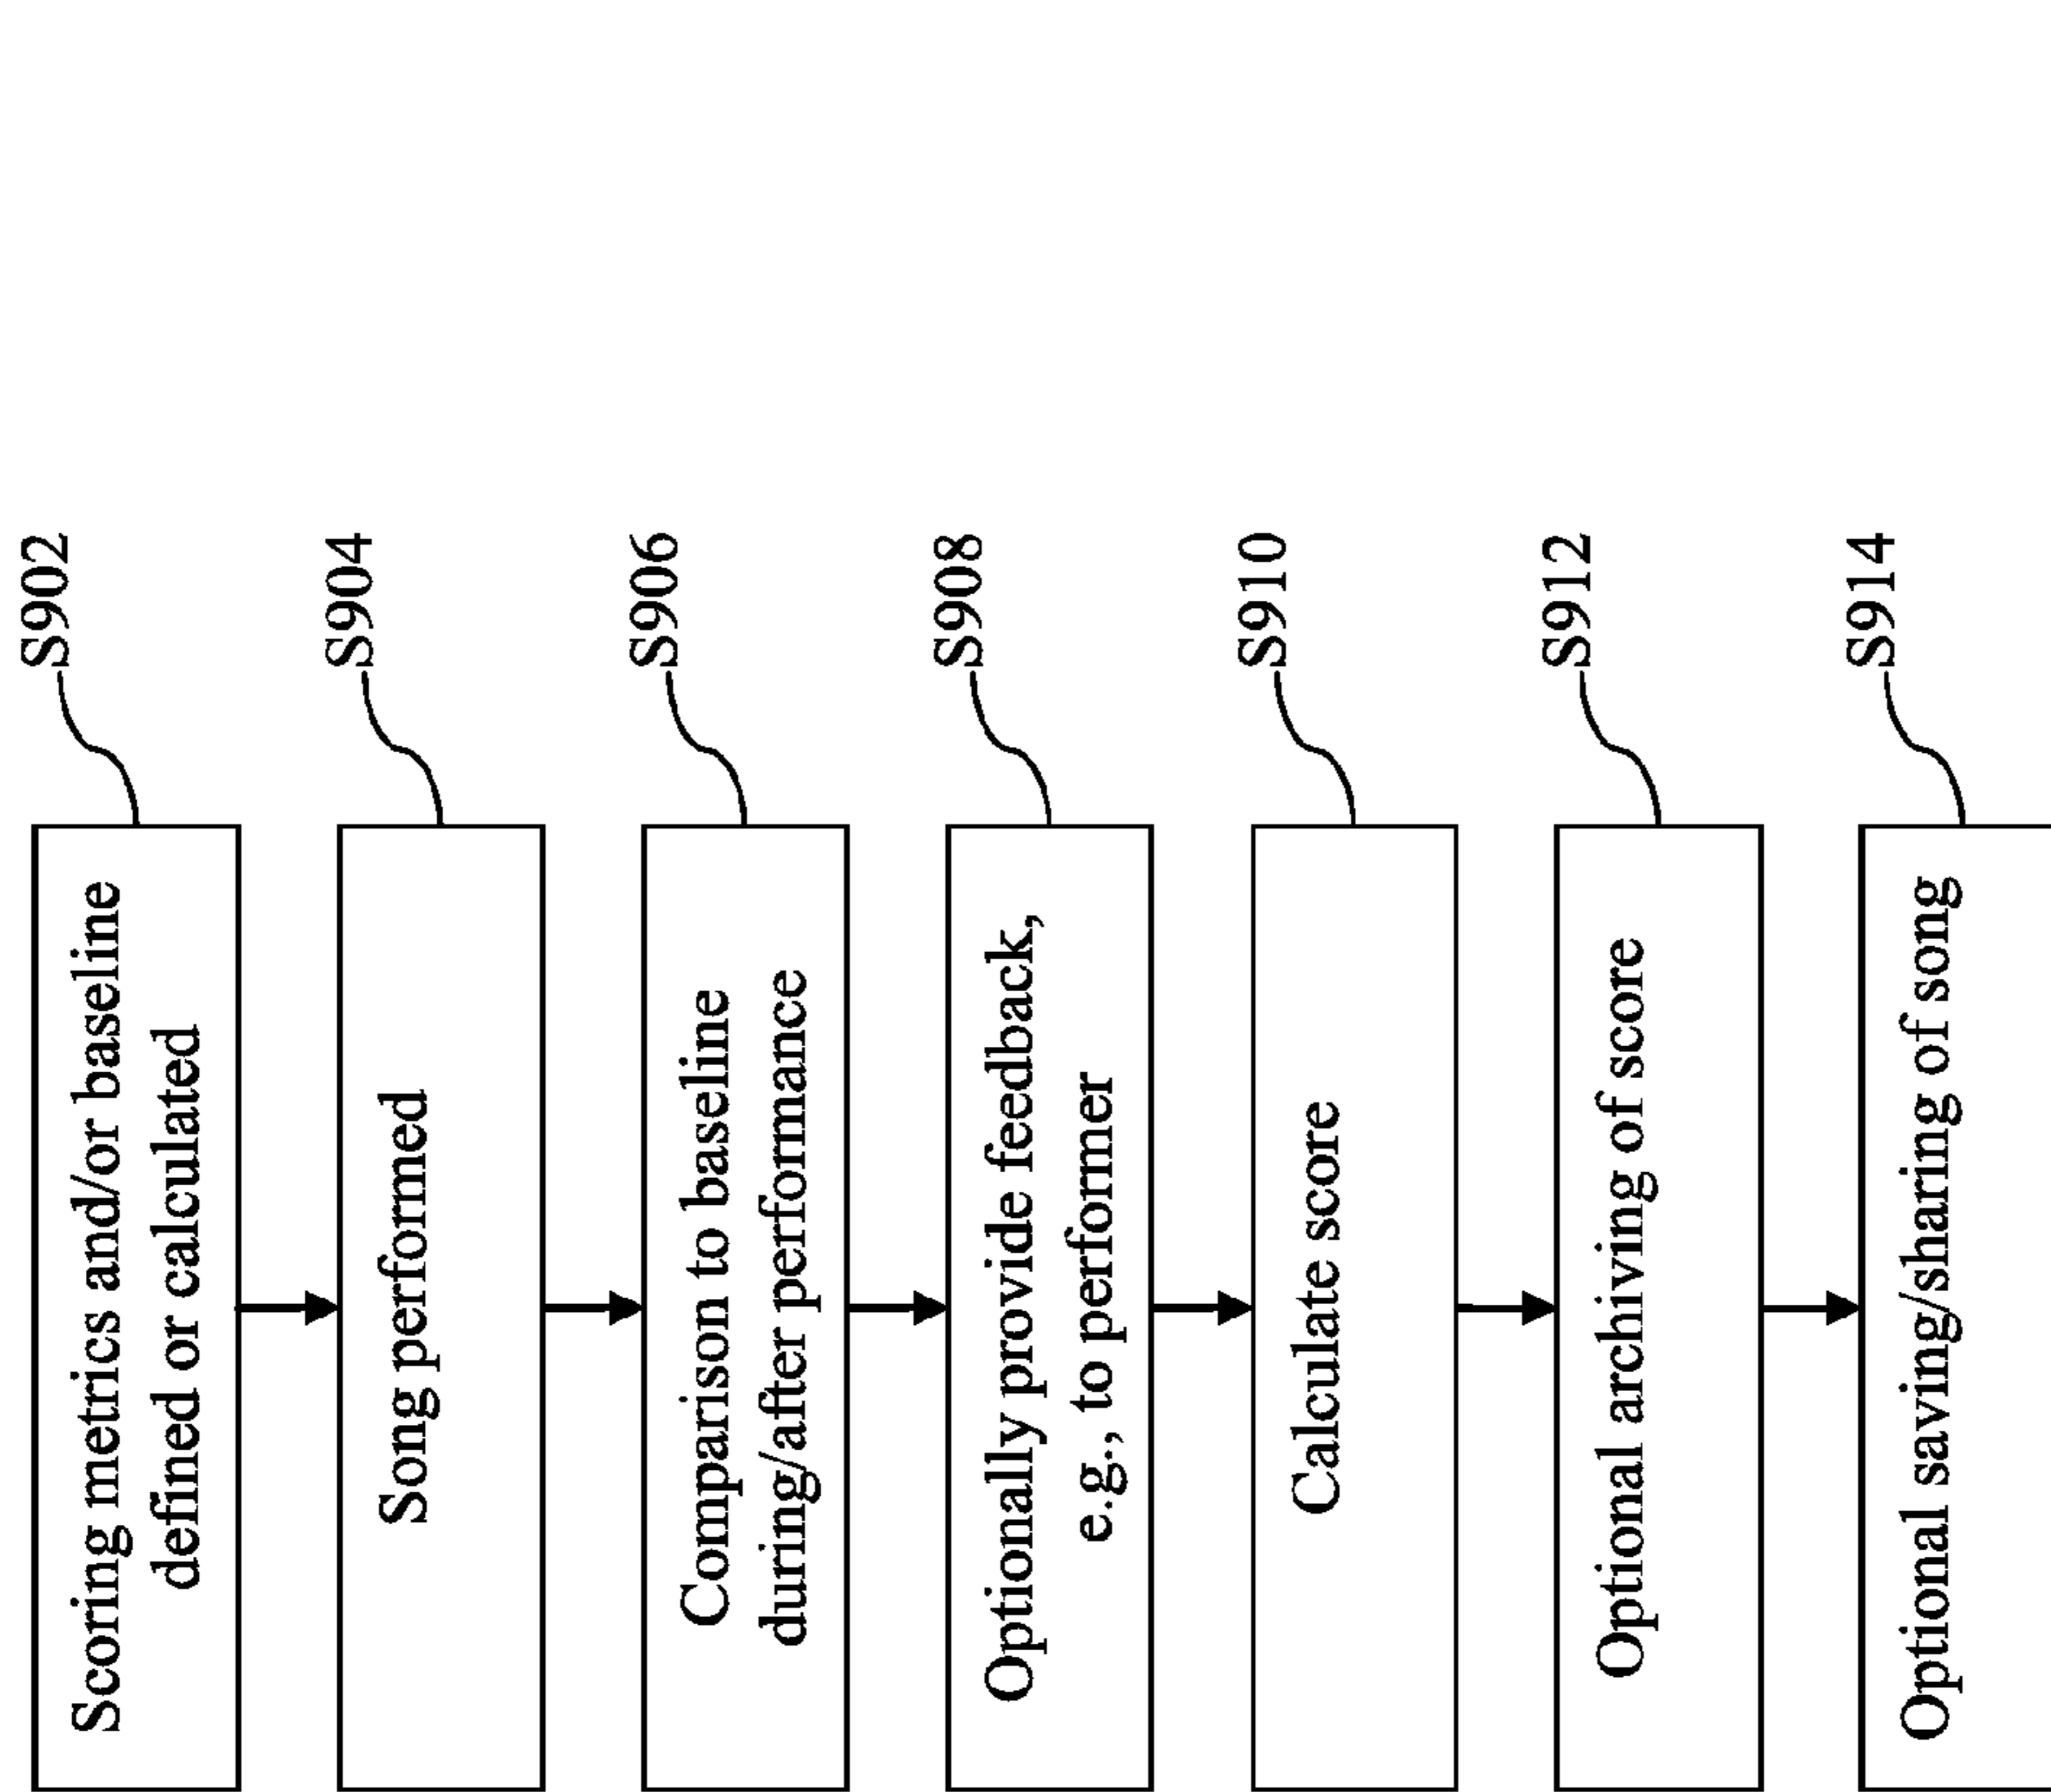 S902
Scoring metrics and/or baseline
defined or calculated
S904
Song performed
S906
Comparison to baseline
during/after performance
S908
Optionally provide feedback,
e.g., to performer
S910
Calculate score
S912
Optional archiving of score
S914
Optional saving/sharing of song